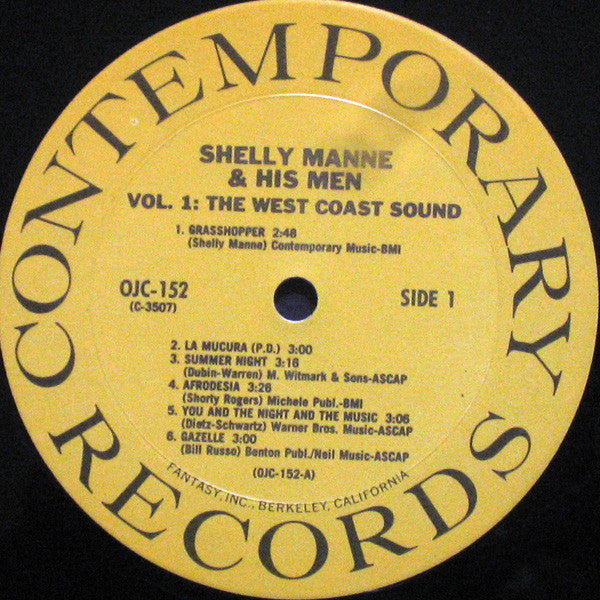 CONTEMPORARY RECORDS
SHELLY MANNE
& HIS MEN
VOL. 1: THE WEST COAST SOUND
1. GRASSHOPPER 2:48
(Shelly Manne) Contemporary Music-BMI
OJC-152
(C-3507)
SIDE 1
2. LA MUCURA (P.D.) 3:00
3. SUMMER NIGHT 3:16
(Dubin-Warren) M. Witmark & Sons-ASCAP
4. AFRODESIA 3:26
(Shorty Rogers) Michele Publ.-BMI
5. YOU AND THE NIGHT AND THE MUSIC 3:06
(Dietz-Schwartz) Warner Bros. Music-ASCAP
6. GAZELLE 3:00
(Bill Russo) Benton Publ./Neil Music-ASCAP
(OJC-152-A)
FANTASY, INC., BERKELEY, CALIFORNIA